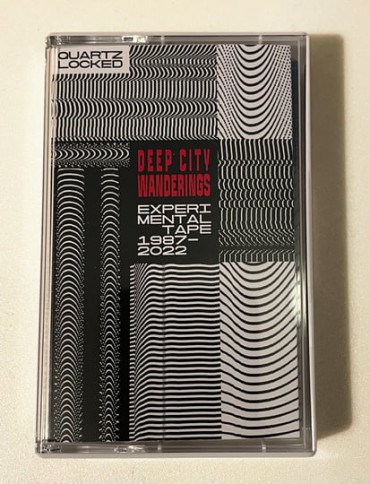 QUARTZ
LOCKED
DEEP CITY
WANDERINGS
EXPERI
MENTAL
TAPE
1987–
2022